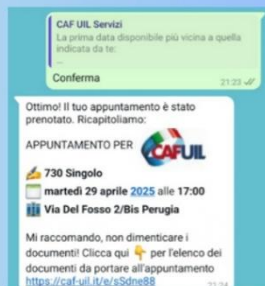 CAF UIL Servizi
La prima data disponibile più vicina a quella
indicata da te:
...
Conferma
21:23
Ottimo! Il tuo appuntamento è stato
prenotato. Ricapitoliamo:
APPUNTAMENTO PER CAFUIL
730 Singolo
martedì 29 aprile 2025 alle 17:00
Via Del Fosso 2/Bis Perugia
Mi raccomando, non dimenticare i
documenti! Clicca qui 👇 per l'elenco dei
documenti da portare all'appuntamento
https://caf-uil.it/e/sSdne88
21:24